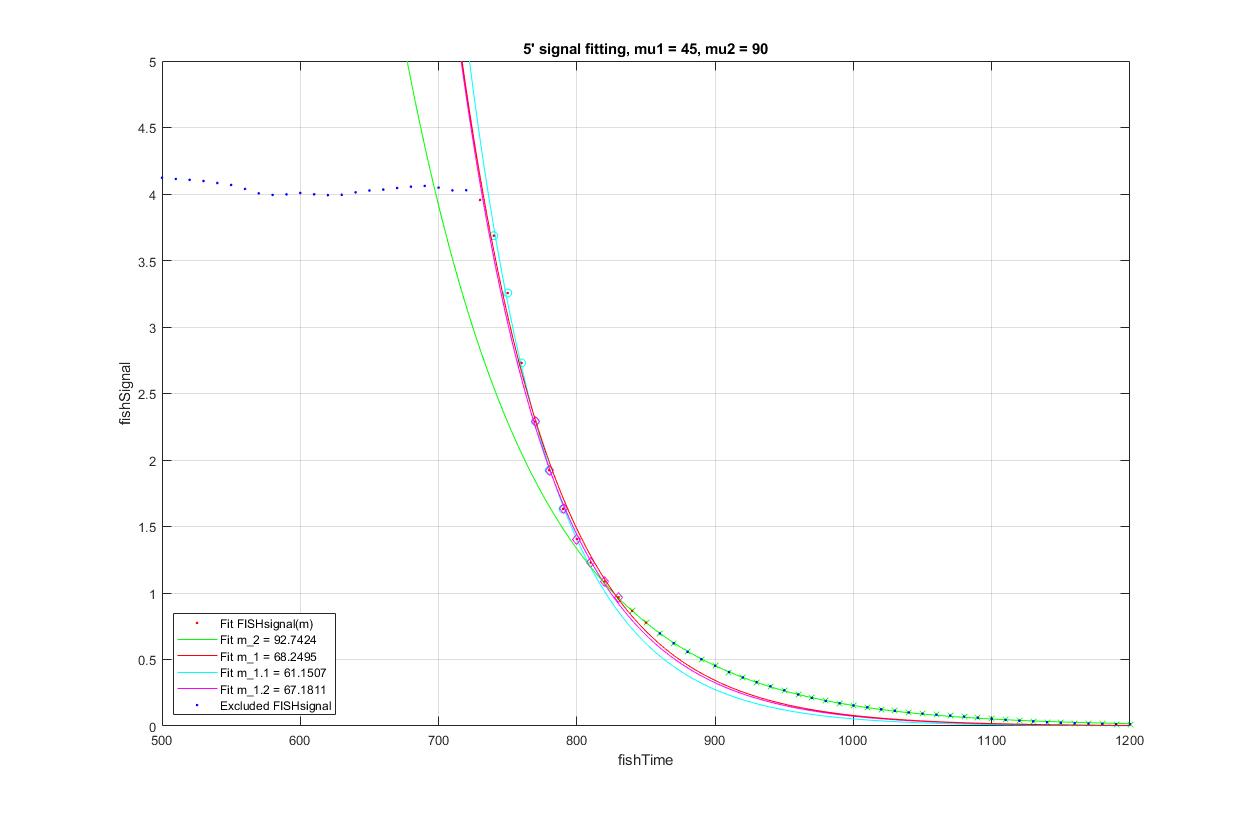 5' signal fitting, mu1 = 45, mu2 = 90
5
4.5
4
3.5
3
2.5
2
1.5
1
0.5
0
fishSignal
Fit FISHsignal(m)
Fit m_2 = 92.7424
Fit m_1 = 68.2495
Fit m_1.1 = 61.1507
Fit m_1.2 = 67.1811
Excluded FISHsignal
500 600 700 800 900 1000 1100 1200
fishTime